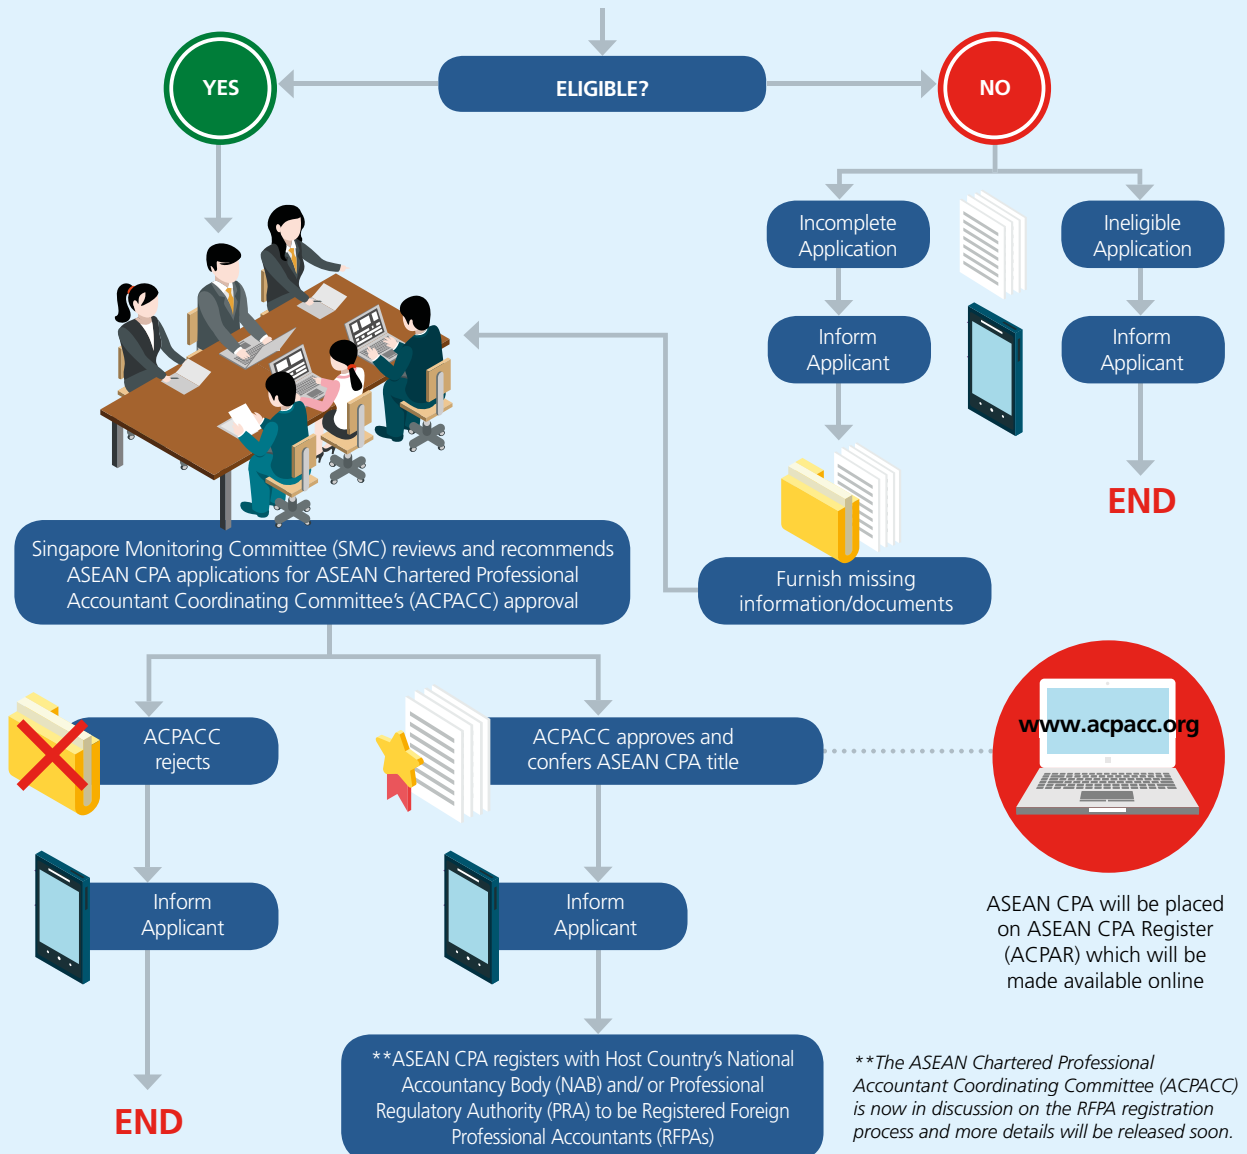 ELIGIBLE?
YES
NO
Incomplete
Application
Ineligible
Application
Inform
Applicant
Inform
Applicant
END
Furnish missing
information/documents
Singapore Monitoring Committee (SMC) reviews and recommends
ASEAN CPA applications for ASEAN Chartered Professional
Accountant Coordinating Committee's (ACPACC) approval
ACPACC
rejects
ACPACC approves and
confers ASEAN CPA title
www.acpacc.org
ASEAN CPA will be placed
on ASEAN CPA Register
(ACPAR) which will be
made available online
Inform
Applicant
Inform
Applicant
END
**ASEAN CPA registers with Host Country's National
Accountancy Body (NAB) and/ or Professional
Regulatory Authority (PRA) to be Registered Foreign
Professional Accountants (RFPAs)
**The ASEAN Chartered Professional
Accountant Coordinating Committee (ACPACC)
is now in discussion on the RFPA registration
process and more details will be released soon.